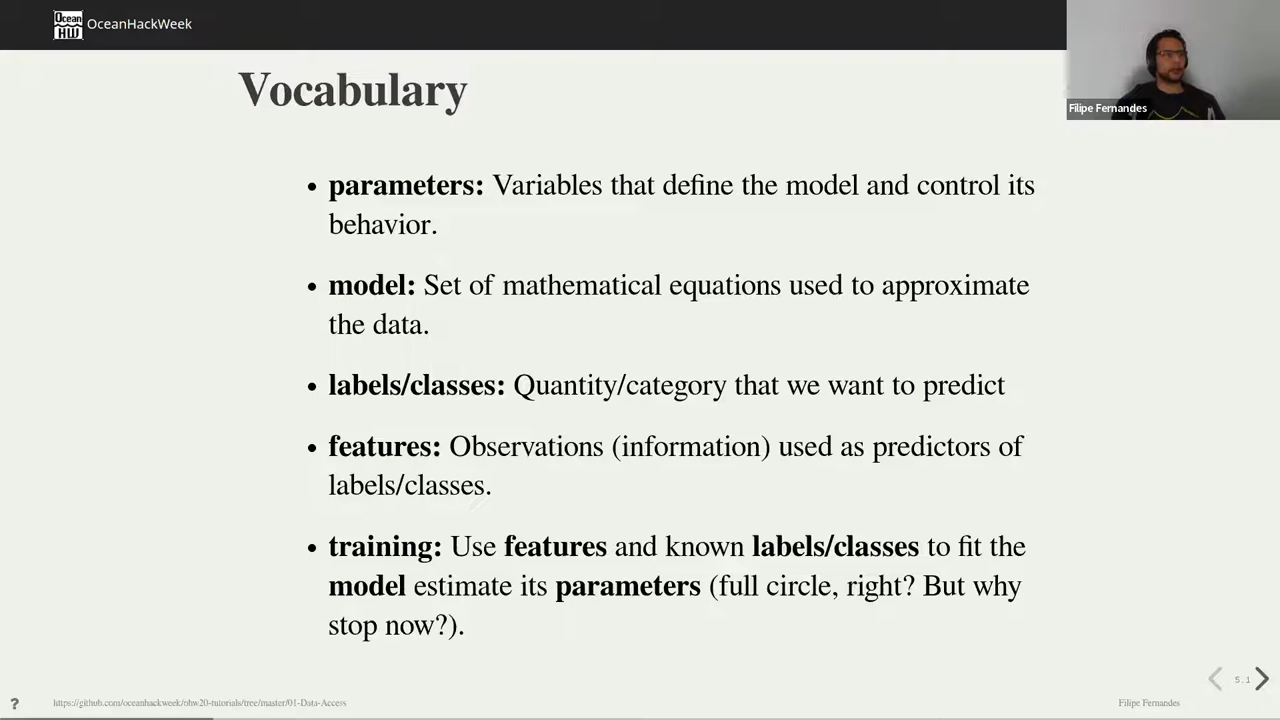 Ocean
HW
OceanHackWeek
Filipe Fernandes
Vocabulary
• parameters: Variables that define the model and control its
behavior.
• model: Set of mathematical equations used to approximate
the data.
• labels/classes: Quantity/category that we want to predict
• features: Observations (information) used as predictors of
labels/classes.
• training: Use features and known labels/classes to fit the
model estimate its parameters (full circle, right? But why
stop now?).
5.1
?
https://github.com/oceanhackweek/ohw20-tutorials/tree/master/01-Data-Access
Filipe Fernandes